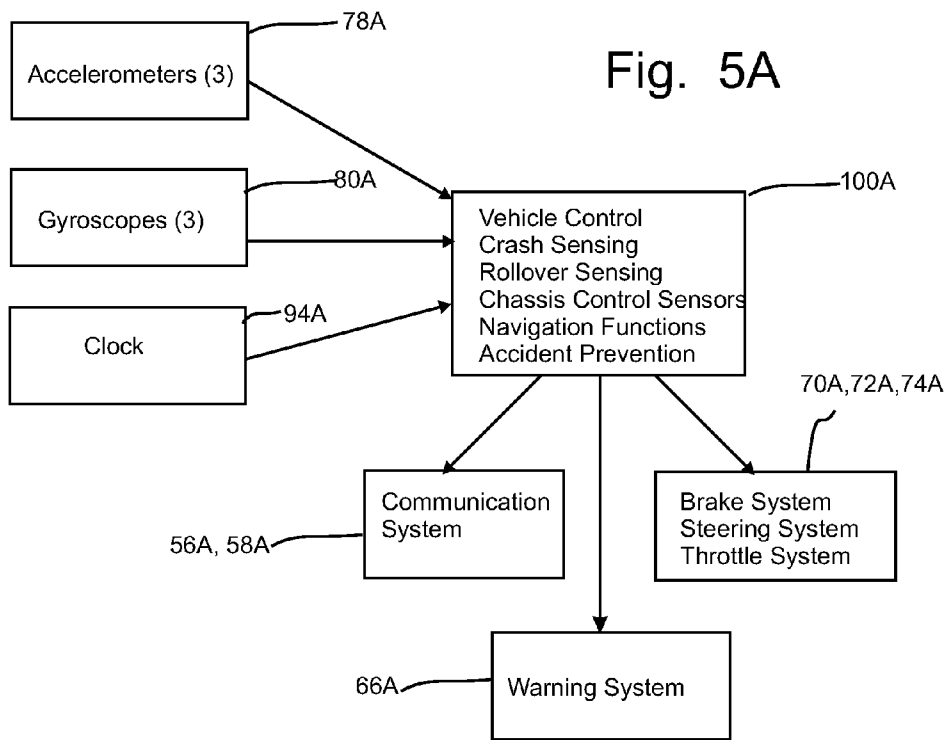 78A
Accelerometers (3)
Fig. 5A
80A
Gyroscopes (3)
100A
Vehicle Control
Crash Sensing
Rollover Sensing
Chassis Control Sensors
Navigation Functions
Accident Prevention
94A
Clock
70A,72A,74A
Communication
System
56A, 58A
Brake System
Steering System
Throttle System
66A
Warning System